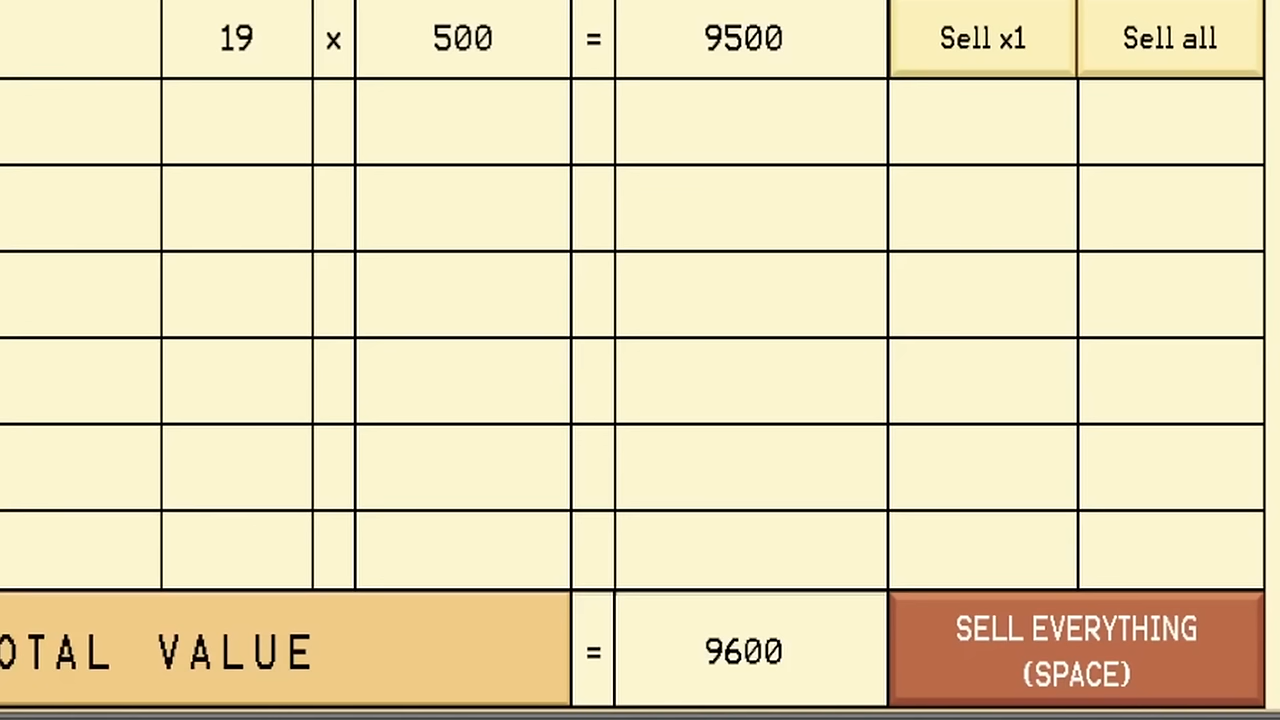 19 x 500 = 9500 Sell x1 Sell all
OTAL VALUE = 9600 SELL EVERYTHING
(SPACE)